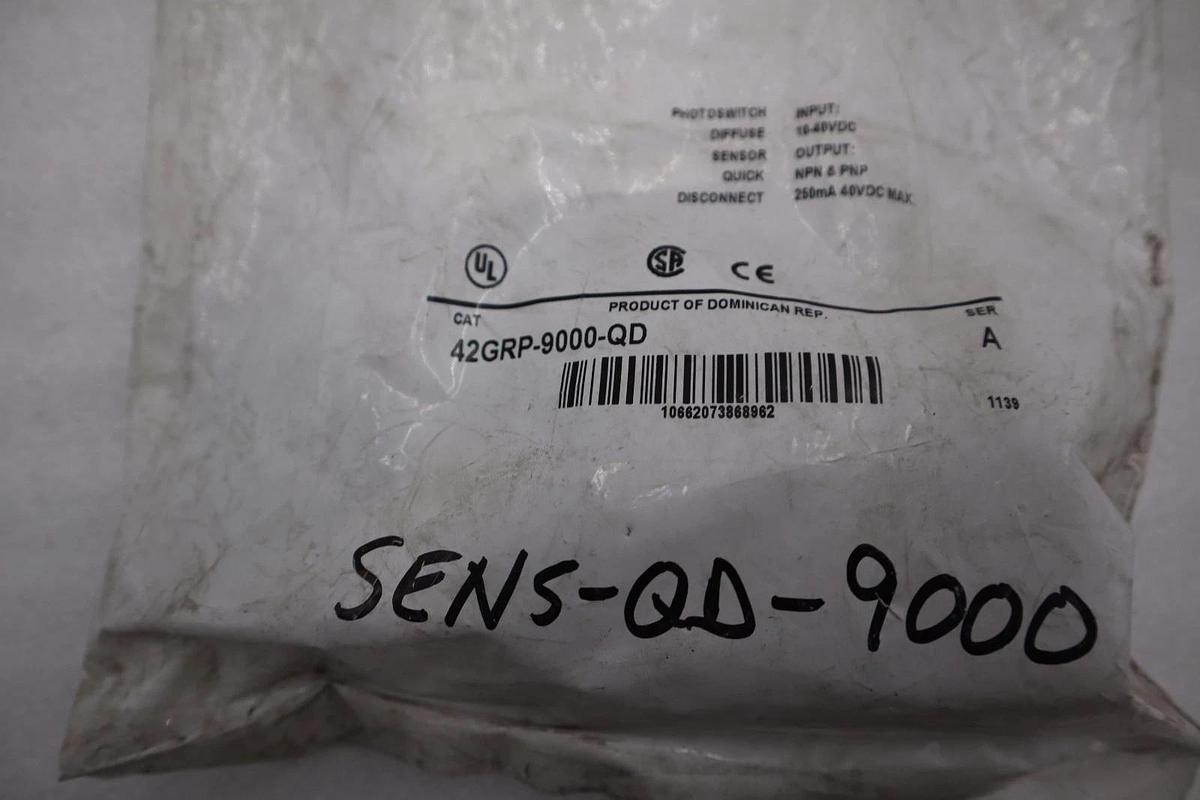 PHOTOSWITCH INPUT:
DIFFUSE 10-40VDC
SENSOR OUTPUT:
QUICK NPN & PNP
DISCONNECT 250mA 40VDC MAX.
UL SA CE
PRODUCT OF DOMINICAN REP.
CAT SER
42GRP-9000-QD A
10662073868962 1139
SENS-QD-9000